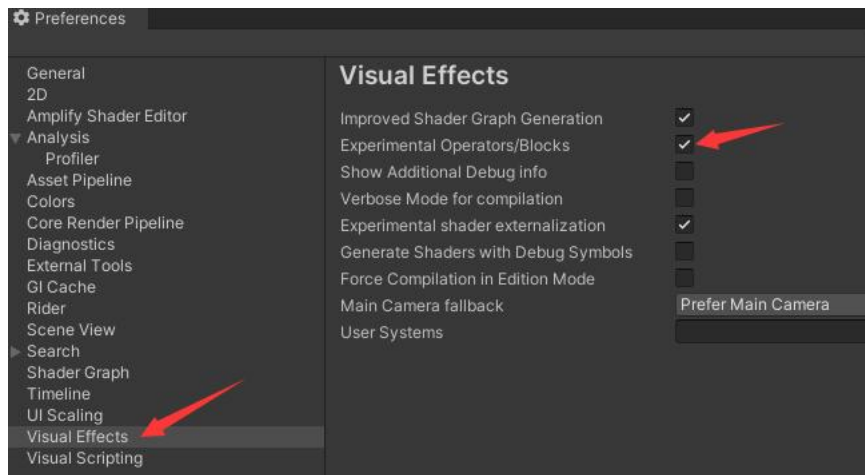 Preferences
General
2D
Amplify Shader Editor
Analysis
Profiler
Asset Pipeline
Colors
Core Render Pipeline
Diagnostics
External Tools
GI Cache
Rider
Scene View
Search
Shader Graph
Timeline
UI Scaling
Visual Effects
Visual Scripting
Visual Effects
Improved Shader Graph Generation
Experimental Operators/Blocks
Show Additional Debug info
Verbose Mode for compilation
Experimental shader externalization
Generate Shaders with Debug Symbols
Force Compilation in Edition Mode
Main Camera fallback Prefer Main Camera
User Systems